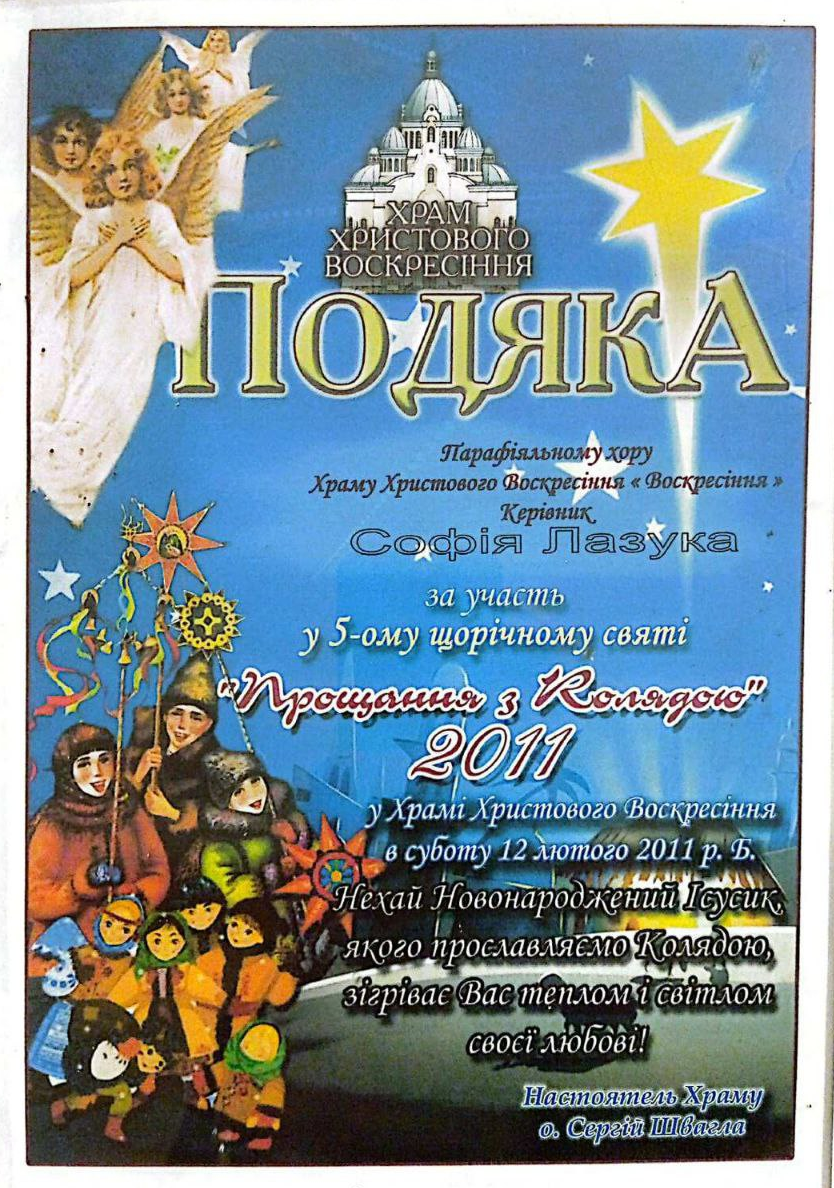 ХРАМ
ХРИСТОВОГО
ВОСКРЕСІННЯ
ПОДЯКА
Парафіяльному хору
Храму Христового Воскресіння « Воскресіння »
Керівник
Софія Лазука
за участь
у 5-ому щорічному святі
"Прощання з Колядою"
2011
у Храмі Христового Воскресіння
в суботу 12 лютого 2011 р. Б.
Нехай Новонароджений Ісусик,
якого прославляємо Колядою,
зігріває Вас теплом і світлом
своєї любові!
Настоятель Храму
о. Сергій Швагла